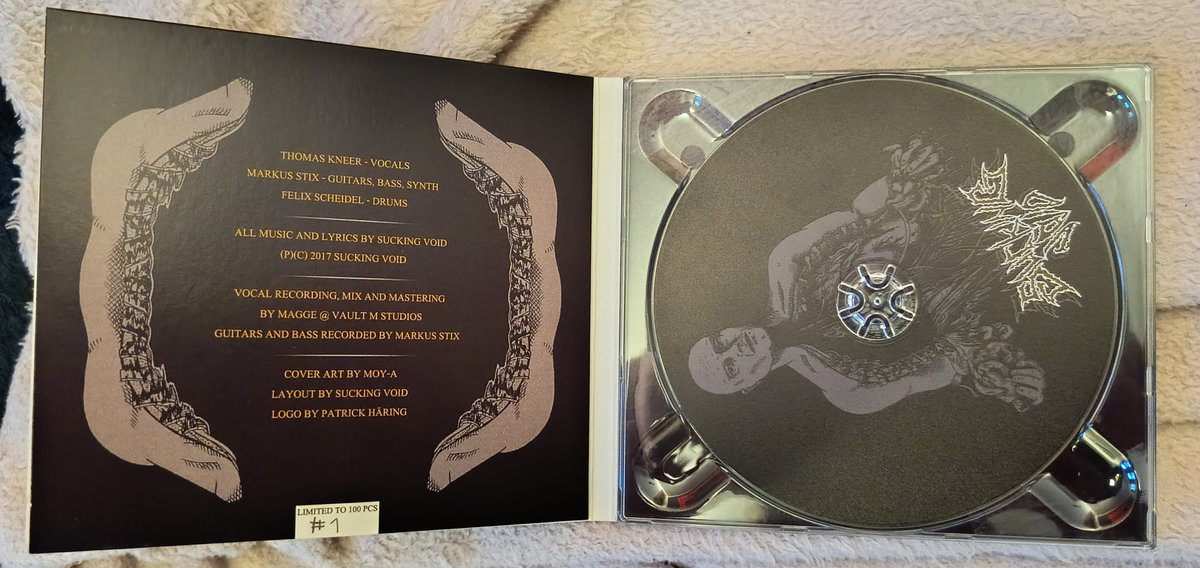 THOMAS KNEER - VOCALS
MARKUS STIX - GUITARS, BASS, SYNTH
FELIX SCHEIDEL - DRUMS
ALL MUSIC AND LYRICS BY SUCKING VOID
(P)(C) 2017 SUCKING VOID
VOCAL RECORDING, MIX AND MASTERING
BY MAGGE @ VAULT M STUDIOS
GUITARS AND BASS RECORDED BY MARKUS STIX
COVER ART BY MOY-A
LAYOUT BY SUCKING VOID
LOGO BY PATRICK HÄRING
LIMITED TO 100 PCS
#1